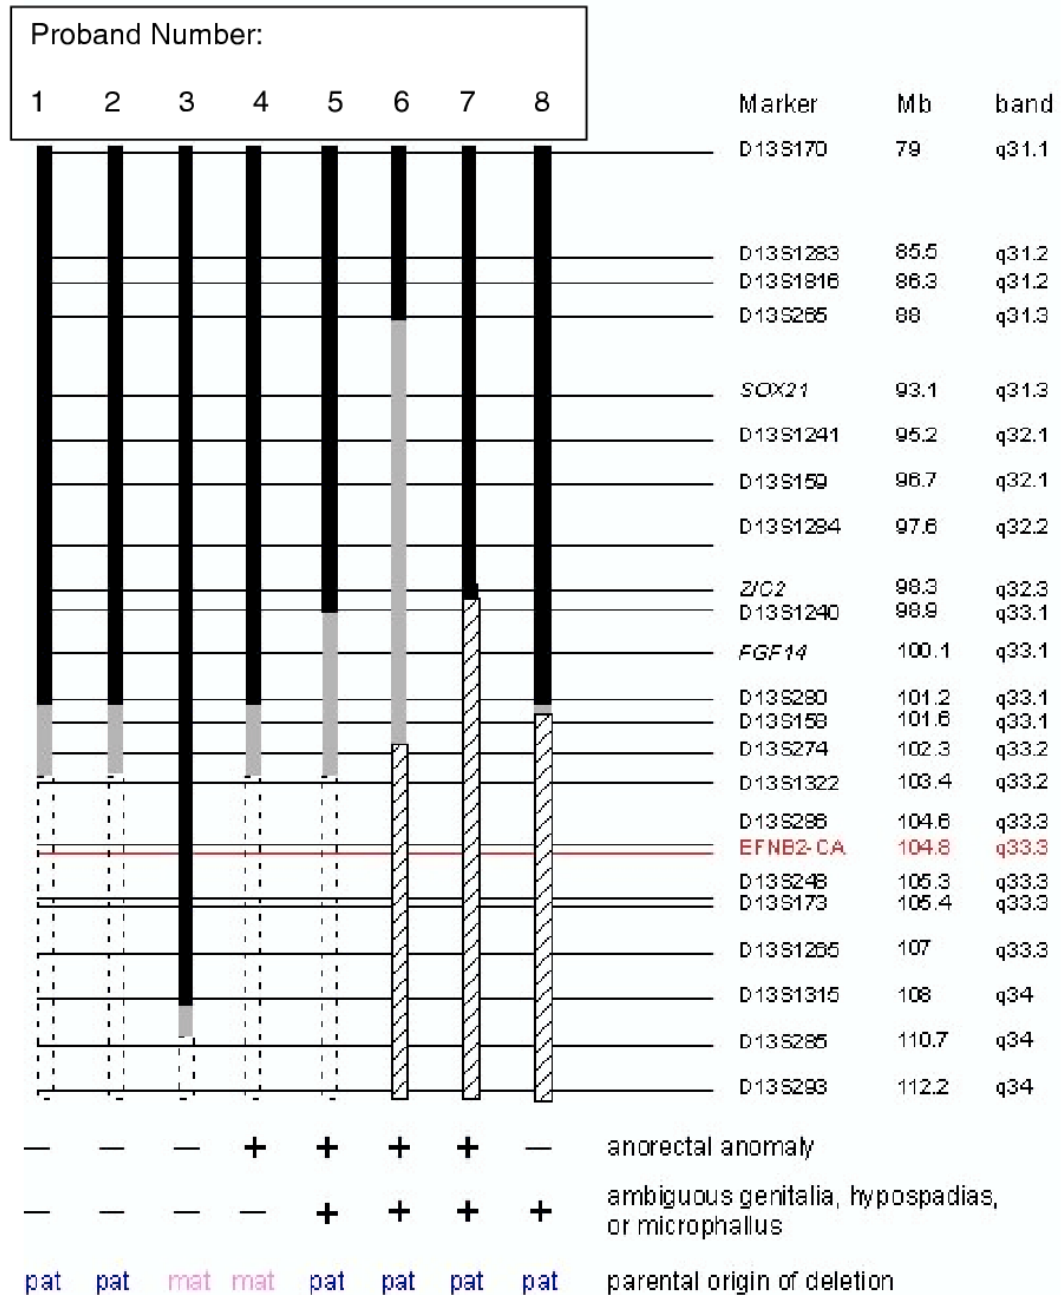 Proband Number:
1 2 3 4 5 6 7 8
Marker Mb band
D13S170 79 q31.1
D13S1283 85.5 q31.2
D13S1816 86.3 q31.2
D13S265 88 q31.3
SOX21 93.1 q31.3
D13S1241 95.2 q32.1
D13S159 96.7 q32.1
D13S1284 97.6 q32.2
ZIC2 98.3 q32.3
D13S1240 98.9 q33.1
FGF14 100.1 q33.1
D13S280 101.2 q33.1
D13S158 101.6 q33.1
D13S274 102.3 q33.2
D13S1322 103.4 q33.2
D13S286 104.6 q33.3
EFNB2-CA 104.8 q33.3
D13S248 105.3 q33.3
D13S173 105.4 q33.3
D13S1265 107 q33.3
D13S1315 108 q34
D13S285 110.7 q34
D13S293 112.2 q34
— — — + + + + — anorectal anomaly
— — — — + + + + ambiguous genitalia, hypospadias,
or microphallus
pat pat mat mat pat pat pat pat parental origin of deletion